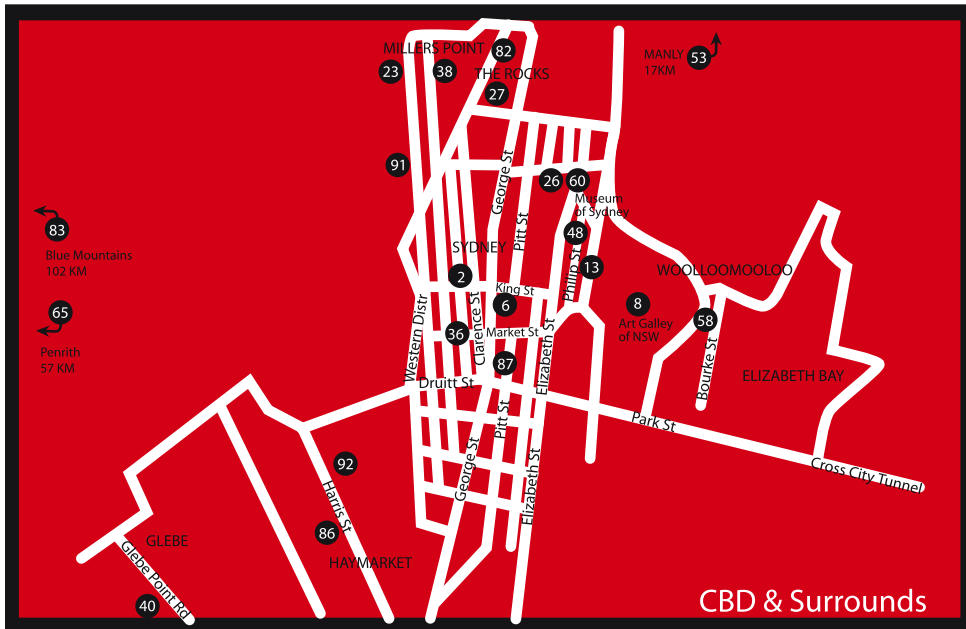 MILLERS POINT
82
MANLY
17KM
53
23
38
THE ROCKS
27
91
George St
26
60
Museum
of Sydney
Pitt St
83
Blue Mountains
102 KM
48
SYDNEY
Philip St
13
WOOLLOOMOOLOO
2
King St
65
Penrith
57 KM
6
8
Art Galley
of NSW
58
Western Distr
Clarence St
36
Market St
Elizabeth St
Bourke St
87
Druitt St
ELIZABETH BAY
Pitt St
Park St
92
George St
Elizabeth St
Cross City Tunnel
Harris St
86
GLEBE
HAYMARKET
Glebe Point Rd
40
CBD & Surrounds